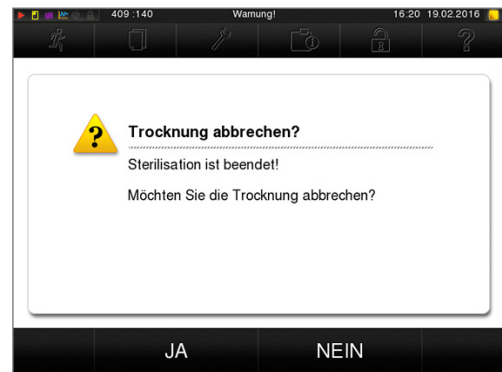 409 :140 Warnung! 16:20 19.02.2016
Trocknung abbrechen?
Sterilisation ist beendet!
Möchten Sie die Trocknung abbrechen?
JA NEIN